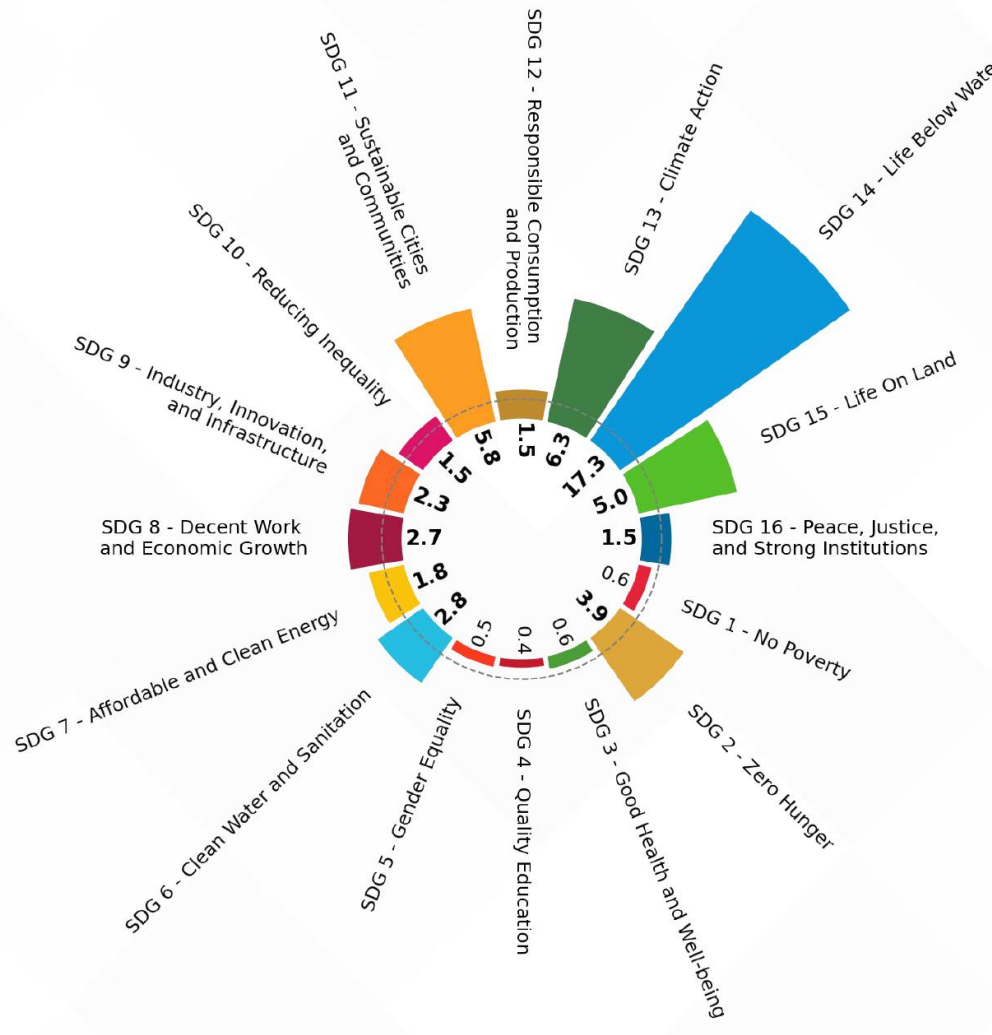 SDG 12 - Responsible Consumption
and Production
SDG 13 - Climate Action
SDG 14 - Life Below Wate
SDG 15 - Life On Land
SDG 16 - Peace, Justice,
and Strong Institutions
SDG 1 - No Poverty
SDG 2 - Zero Hunger
SDG 3 - Good Health and Well-being
SDG 4 - Quality Education
SDG 5 - Gender Equality
SDG 6 - Clean Water and Sanitation
SDG 7 - Affordable and Clean Energy
SDG 8 - Decent Work
and Economic Growth
SDG 9 - Industry, Innovation,
and Infrastructure
SDG 10 - Reducing Inequality
SDG 11 - Sustainable Cities
and Communities
1.5
6.3
17.3
5.0
1.5
0.6
3.9
0.6
0.4
0.5
2.8
1.8
2.7
2.3
1.5
5.8